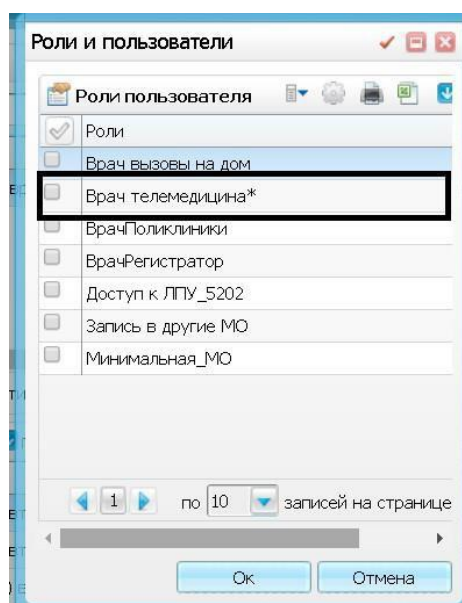 Роли и пользователи
Роли пользователя
Роли
Врач вызовы на дом
Врач телемедицина*
ВрачПоликлиники
ВрачРегистратор
Доступ к ЛПУ_5202
Запись в другие МО
Минимальная_МО
1 по 10 записей на странице
Ок Отмена